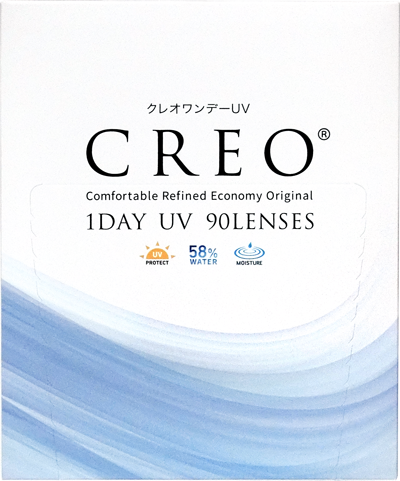 クレオワンデーUV
CREO®
Comfortable Refined Economy Original
1DAY UV 90LENSES
UV
PROTECT
58%
WATER
MOISTURE